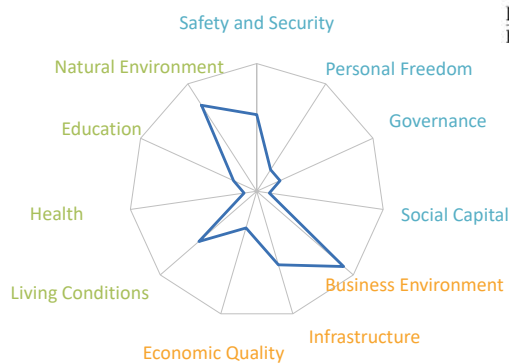 Safety and Security
Personal Freedom
Governance
Social Capital
Business Environment
Infrastructure
Economic Quality
Living Conditions
Health
Education
Natural Environment